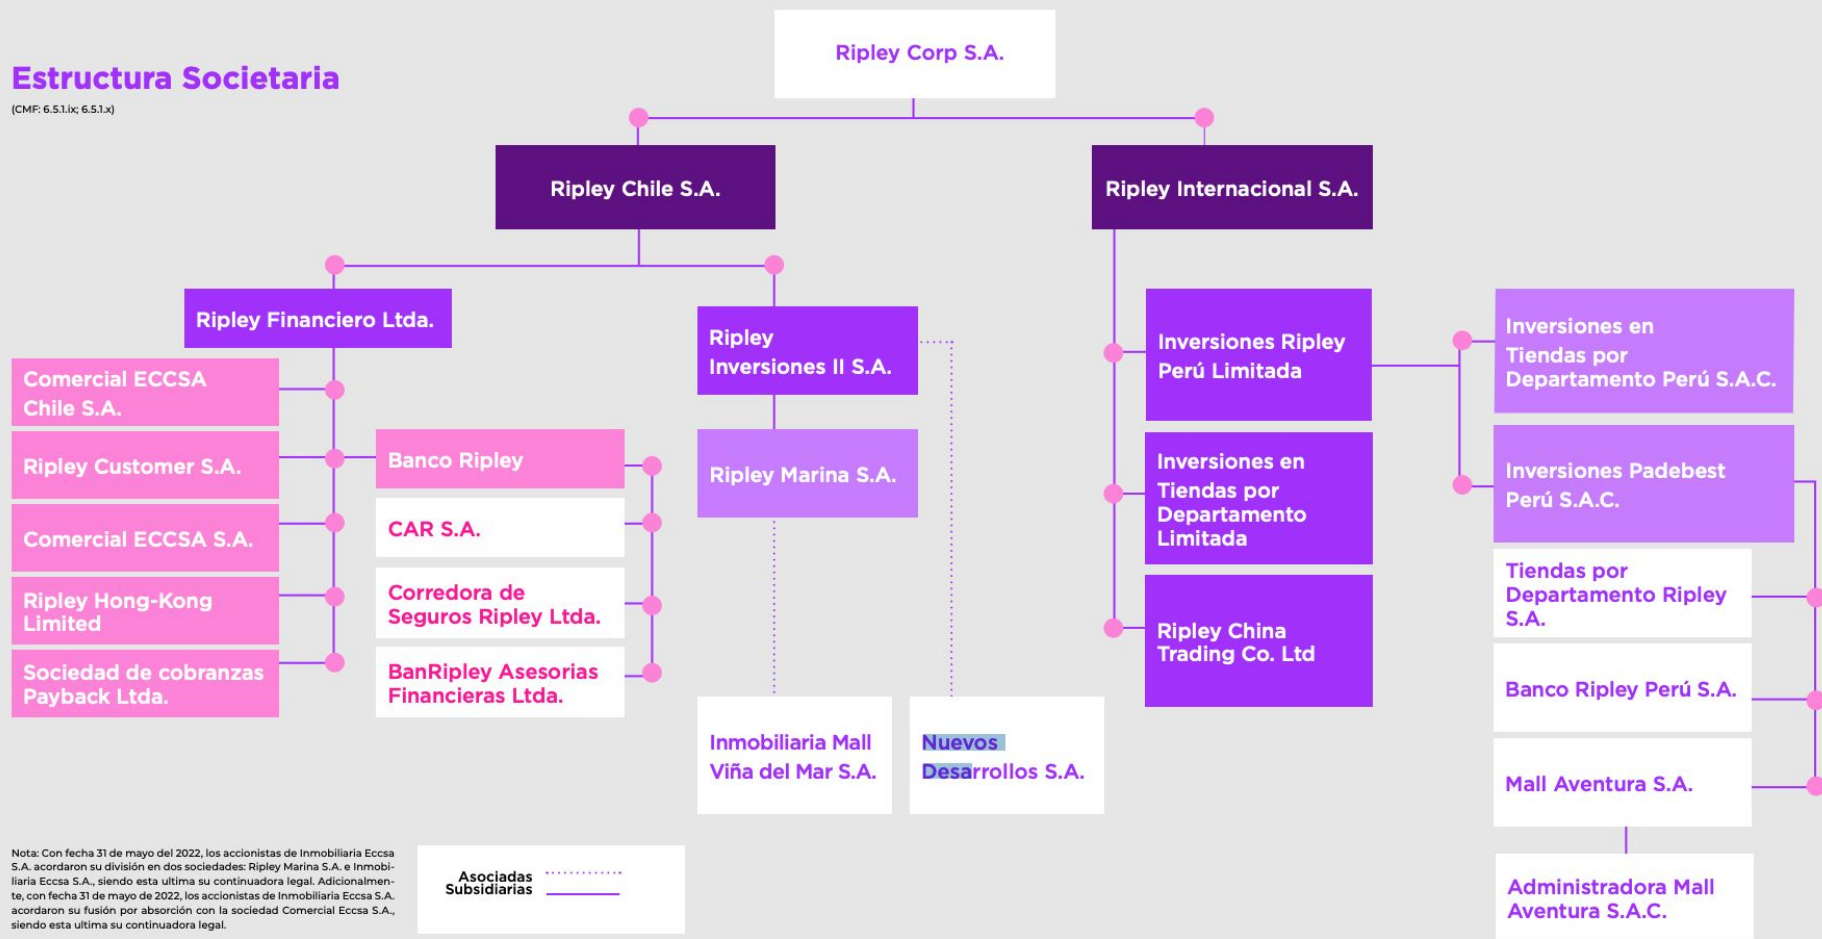 Estructura Societaria
(CMF: 6.5.1.ix; 6.5.1.x)
Ripley Corp S.A.
Ripley Chile S.A.
Ripley Internacional S.A.
Ripley Financiero Ltda.
Comercial ECCSA
Chile S.A.
Ripley Customer S.A.
Comercial ECCSA S.A.
Ripley Hong-Kong
Limited
Sociedad de cobranzas
Payback Ltda.
Banco Ripley
CAR S.A.
Corredora de
Seguros Ripley Ltda.
BanRipley Asesorias
Financieras Ltda.
Ripley
Inversiones II S.A.
Ripley Marina S.A.
Inmobiliaria Mall
Viña del Mar S.A.
Nuevos
Desarrollos S.A.
Inversiones Ripley
Perú Limitada
Inversiones en
Tiendas por
Departamento
Limitada
Ripley China
Trading Co. Ltd
Inversiones en
Tiendas por
Departamento Perú S.A.C.
Inversiones Padebest
Perú S.A.C.
Tiendas por
Departamento Ripley
S.A.
Banco Ripley Perú S.A.
Mall Aventura S.A.
Administradora Mall
Aventura S.A.C.
Nota: Con fecha 31 de mayo del 2022, los accionistas de Inmobiliaria Eccsa
S.A. acordaron su división en dos sociedades: Ripley Marina S.A. e Inmobi-
liaria Eccsa S.A., siendo esta ultima su continuadora legal. Adicionalmen-
te, con fecha 31 de mayo de 2022, los accionistas de Inmobiliaria Eccsa S.A.
acordaron su fusión por absorción con la sociedad Comercial Eccsa S.A.,
siendo esta ultima su continuadora legal.
Asociadas
Subsidiarias